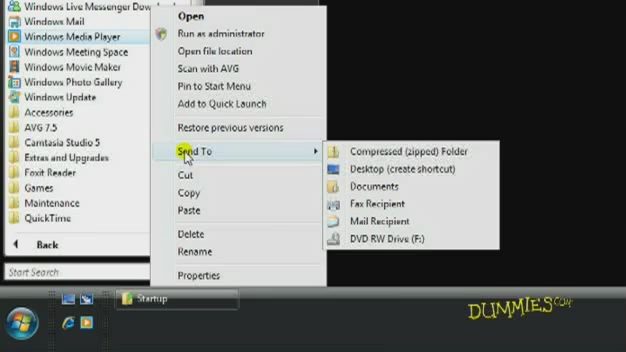 Windows Live Messenger Downl
Windows Mail
Windows Media Player
Windows Meeting Space
Windows Movie Maker
Windows Photo Gallery
Windows Update
Accessories
AVG 7.5
Camtasia Studio 5
Extras and Upgrades
Foxit Reader
Games
Maintenance
QuickTime
Back
Start Search
Open
Run as administrator
Open file location
Scan with AVG
Pin to Start Menu
Add to Quick Launch
Restore previous versions
Send To
Cut
Copy
Paste
Delete
Rename
Properties
Compressed (zipped) Folder
Desktop (create shortcut)
Documents
Fax Recipient
Mail Recipient
DVD RW Drive (F:)
Startup
DUMMIES.COM